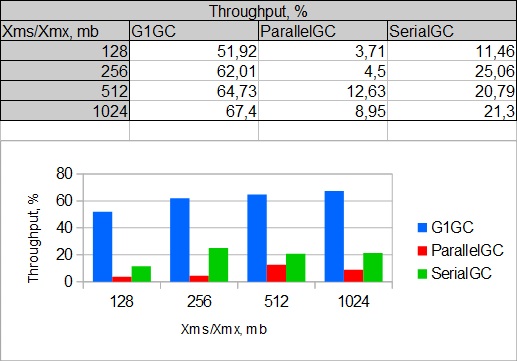 Throughput, %
Xms/Xmx, mb G1GC ParallelGC SerialGC
128 51,92 3,71 11,46
256 62,01 4,5 25,06
512 64,73 12,63 20,79
1024 67,4 8,95 21,3
80
60
40
20
0
Throughput, %
128 256 512 1024
Xms/Xmx, mb
G1GC
ParallelGC
SerialGC